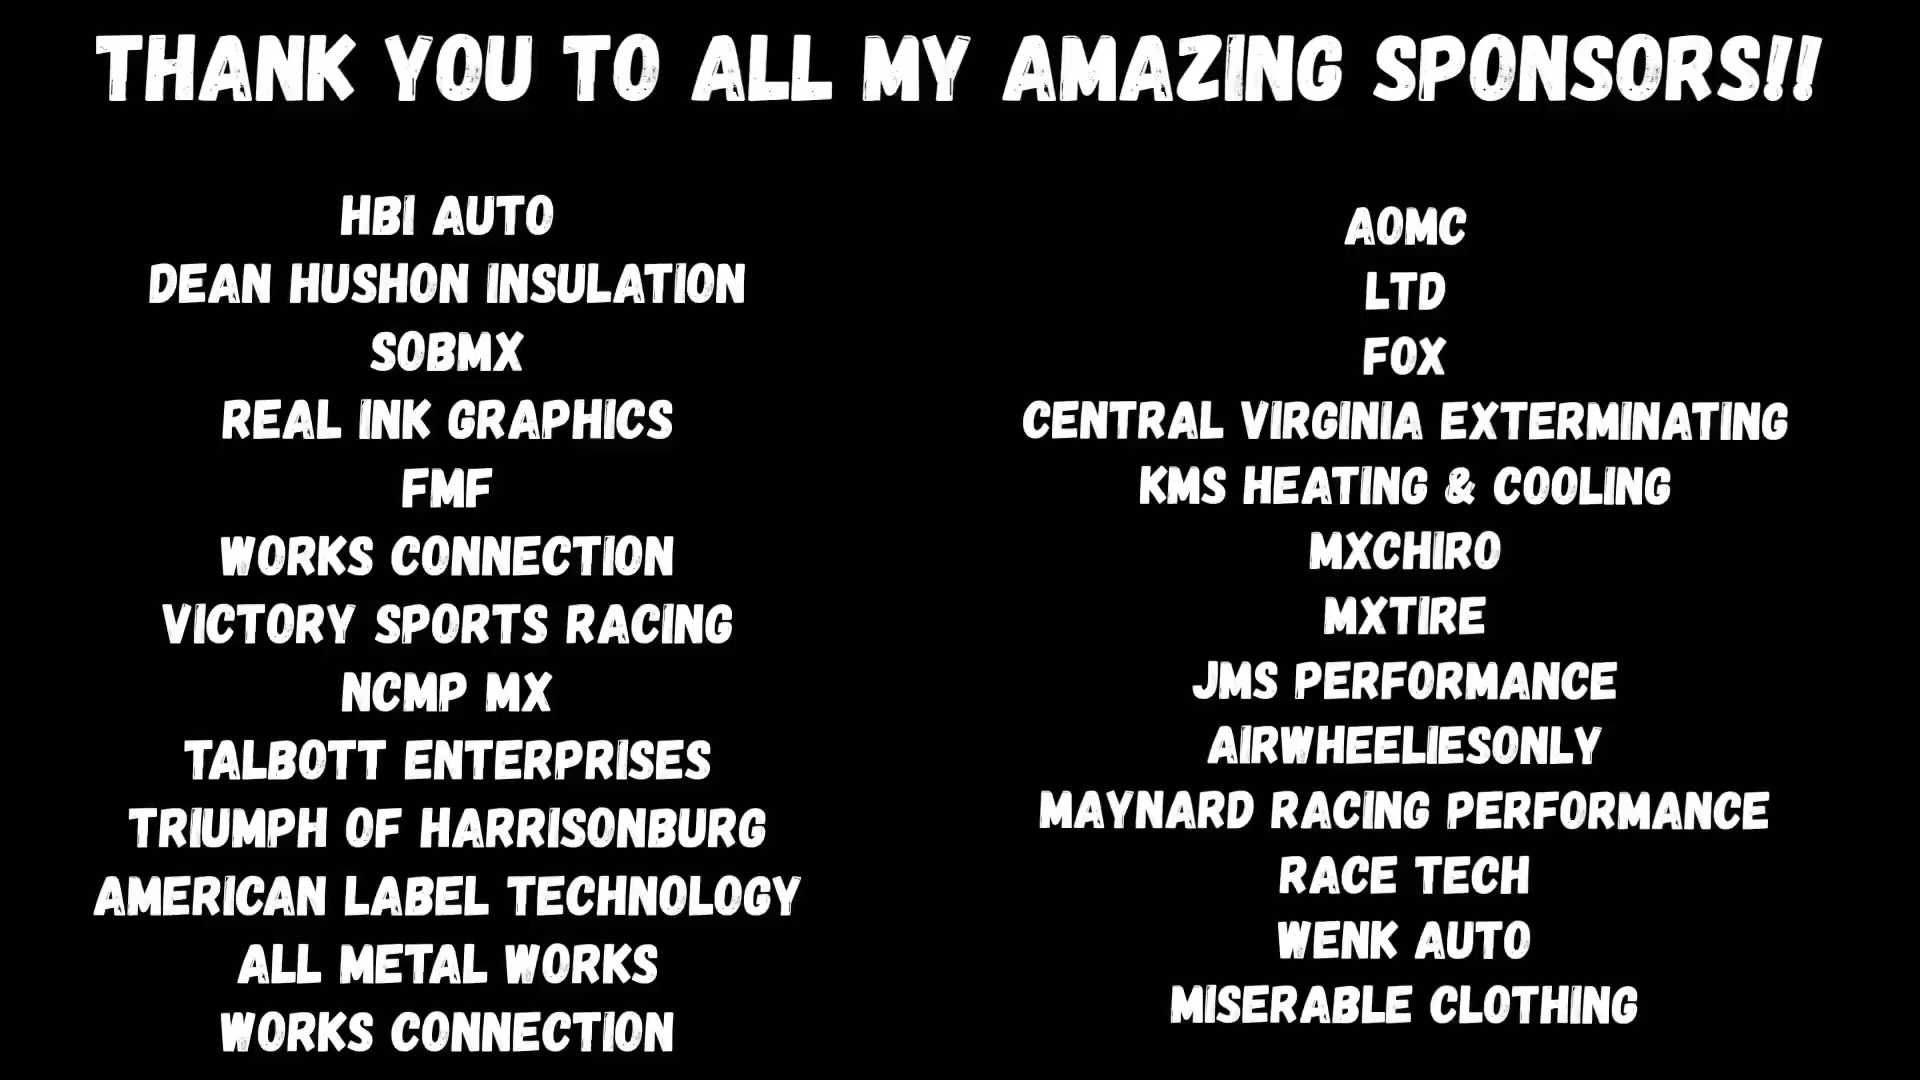 THANK YOU TO ALL MY AMAZING SPONSORS!!
HBI AUTO
DEAN HUSHON INSULATION
SOBMX
REAL INK GRAPHICS
FMF
WORKS CONNECTION
VICTORY SPORTS RACING
NCMP MX
TALBOTT ENTERPRISES
TRIUMPH OF HARRISONBURG
AMERICAN LABEL TECHNOLOGY
ALL METAL WORKS
WORKS CONNECTION
AOMC
LTD
FOX
CENTRAL VIRGINIA EXTERMINATING
KMS HEATING & COOLING
MXCHIRO
MXTIRE
JMS PERFORMANCE
AIRWHEELIESONLY
MAYNARD RACING PERFORMANCE
RACE TECH
WENK AUTO
MISERABLE CLOTHING